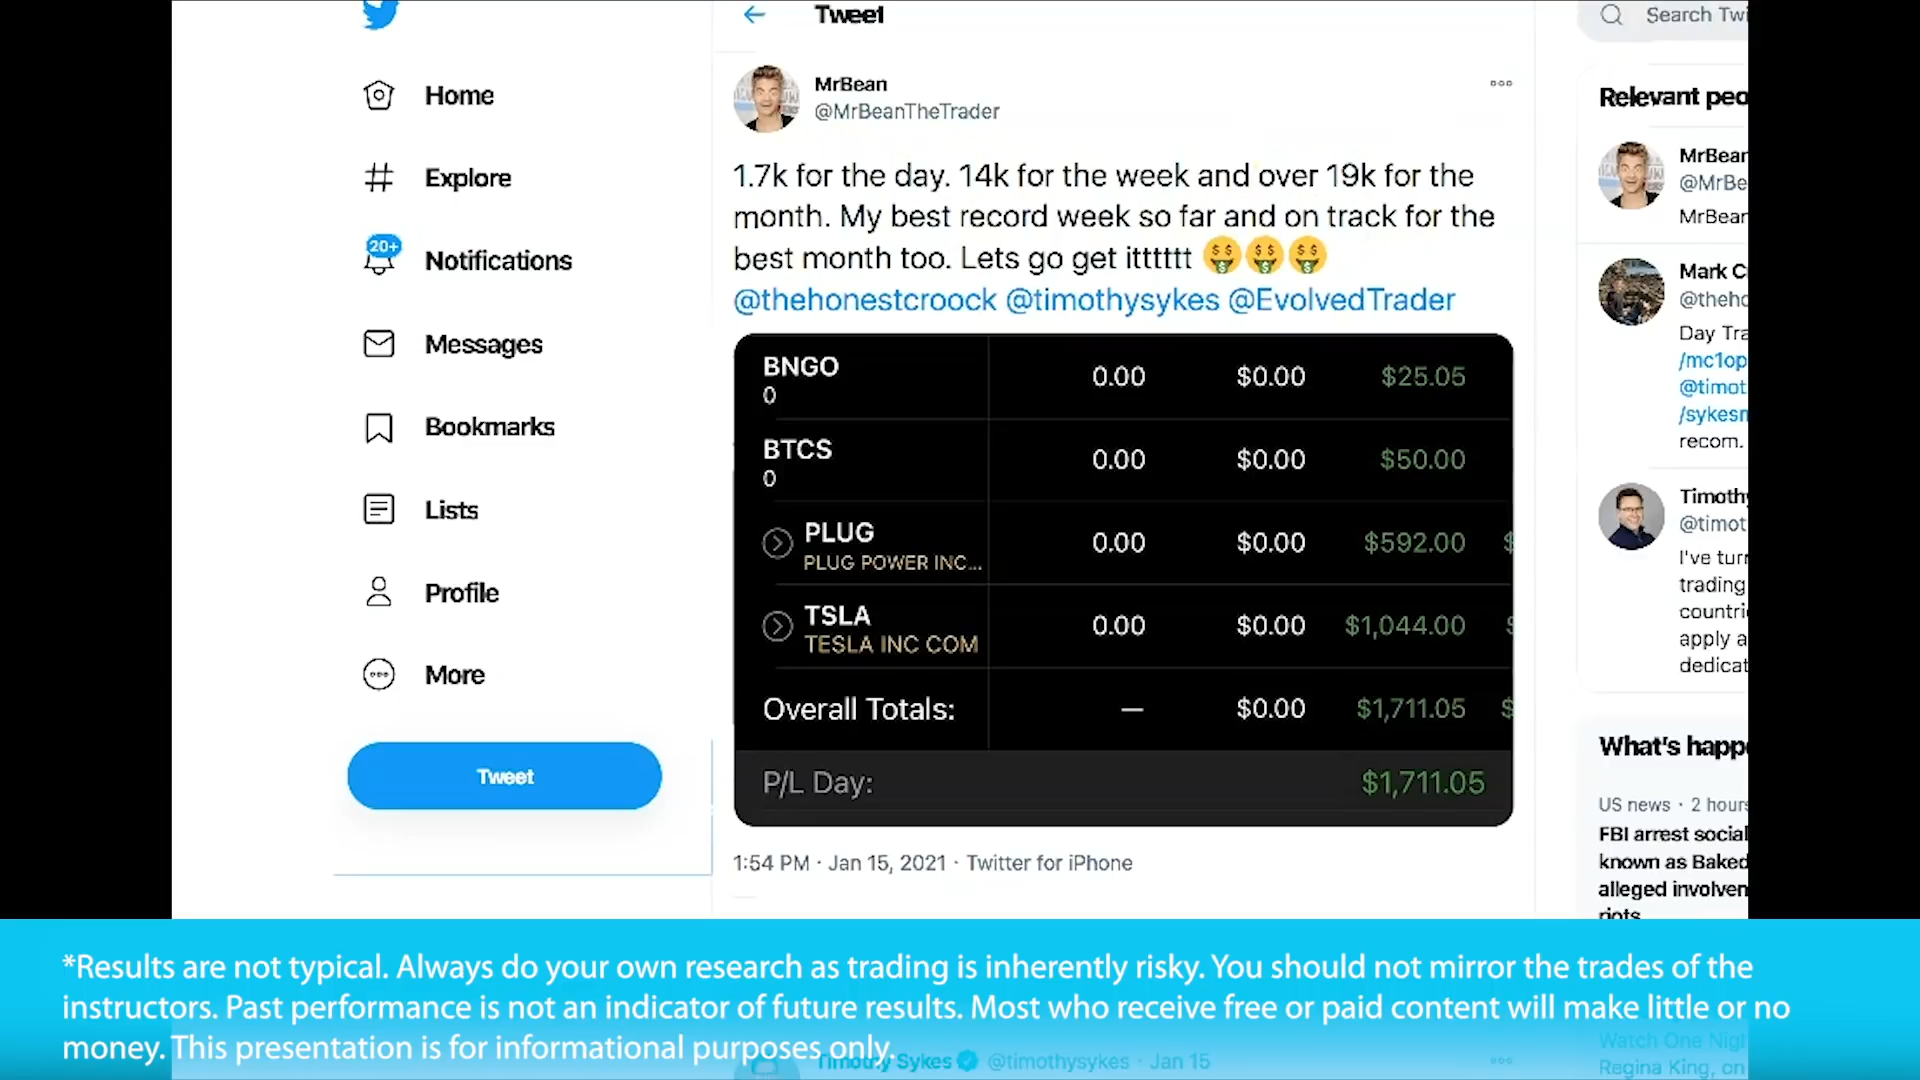 Tweet
Search Twi
Home
Explore
20+
Notifications
Messages
Bookmarks
Lists
Profile
More
Tweet
MrBean
@MrBeanTheTrader
1.7k for the day. 14k for the week and over 19k for the
month. My best record week so far and on track for the
best month too. Lets go get itttttt
@thehonestcroock @timothysykes @EvolvedTrader
BNGO 0.00 $0.00 $25.05
0
BTCS 0.00 $0.00 $50.00
0
PLUG 0.00 $0.00 $592.00 $
PLUG POWER INC...
TSLA 0.00 $0.00 $1,044.00 $
TESLA INC COM
Overall Totals: — $0.00 $1,711.05 $
P/L Day: $1,711.05
1:54 PM · Jan 15, 2021 · Twitter for iPhone
Relevant peo
MrBean
@MrBe
MrBean
Mark C
@theho
Day Tra
/mc1op
@timot
/sykesm
recom.
Timothy
@timot
I've turn
trading
countri
apply a
dedicat
What's happe
US news · 2 hours
FBI arrest social
known as Baked
alleged involven
riots
*Results are not typical. Always do your own research as trading is inherently risky. You should not mirror the trades of the
instructors. Past performance is not an indicator of future results. Most who receive free or paid content will make little or no
money. This presentation is for informational purposes only.
Timothy Sykes @timothysykes · Jan 15
Watch One Nigh
Regina King, on